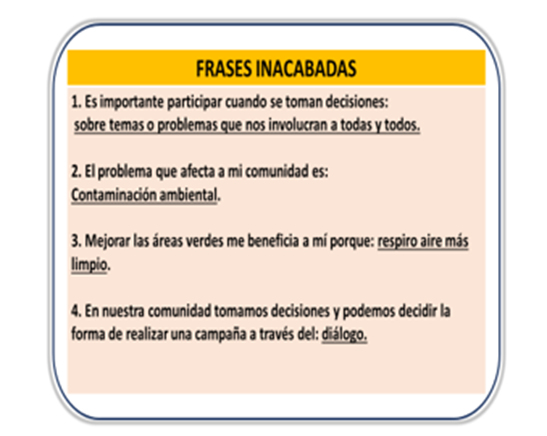 FRASES INACABADAS
1. Es importante participar cuando se toman decisiones:
sobre temas o problemas que nos involucran a todas y todos.
2. El problema que afecta a mi comunidad es:
Contaminación ambiental.
3. Mejorar las áreas verdes me beneficia a mí porque: respiro aire más
limpio.
4. En nuestra comunidad tomamos decisiones y podemos decidir la
forma de realizar una campaña a través del: diálogo.